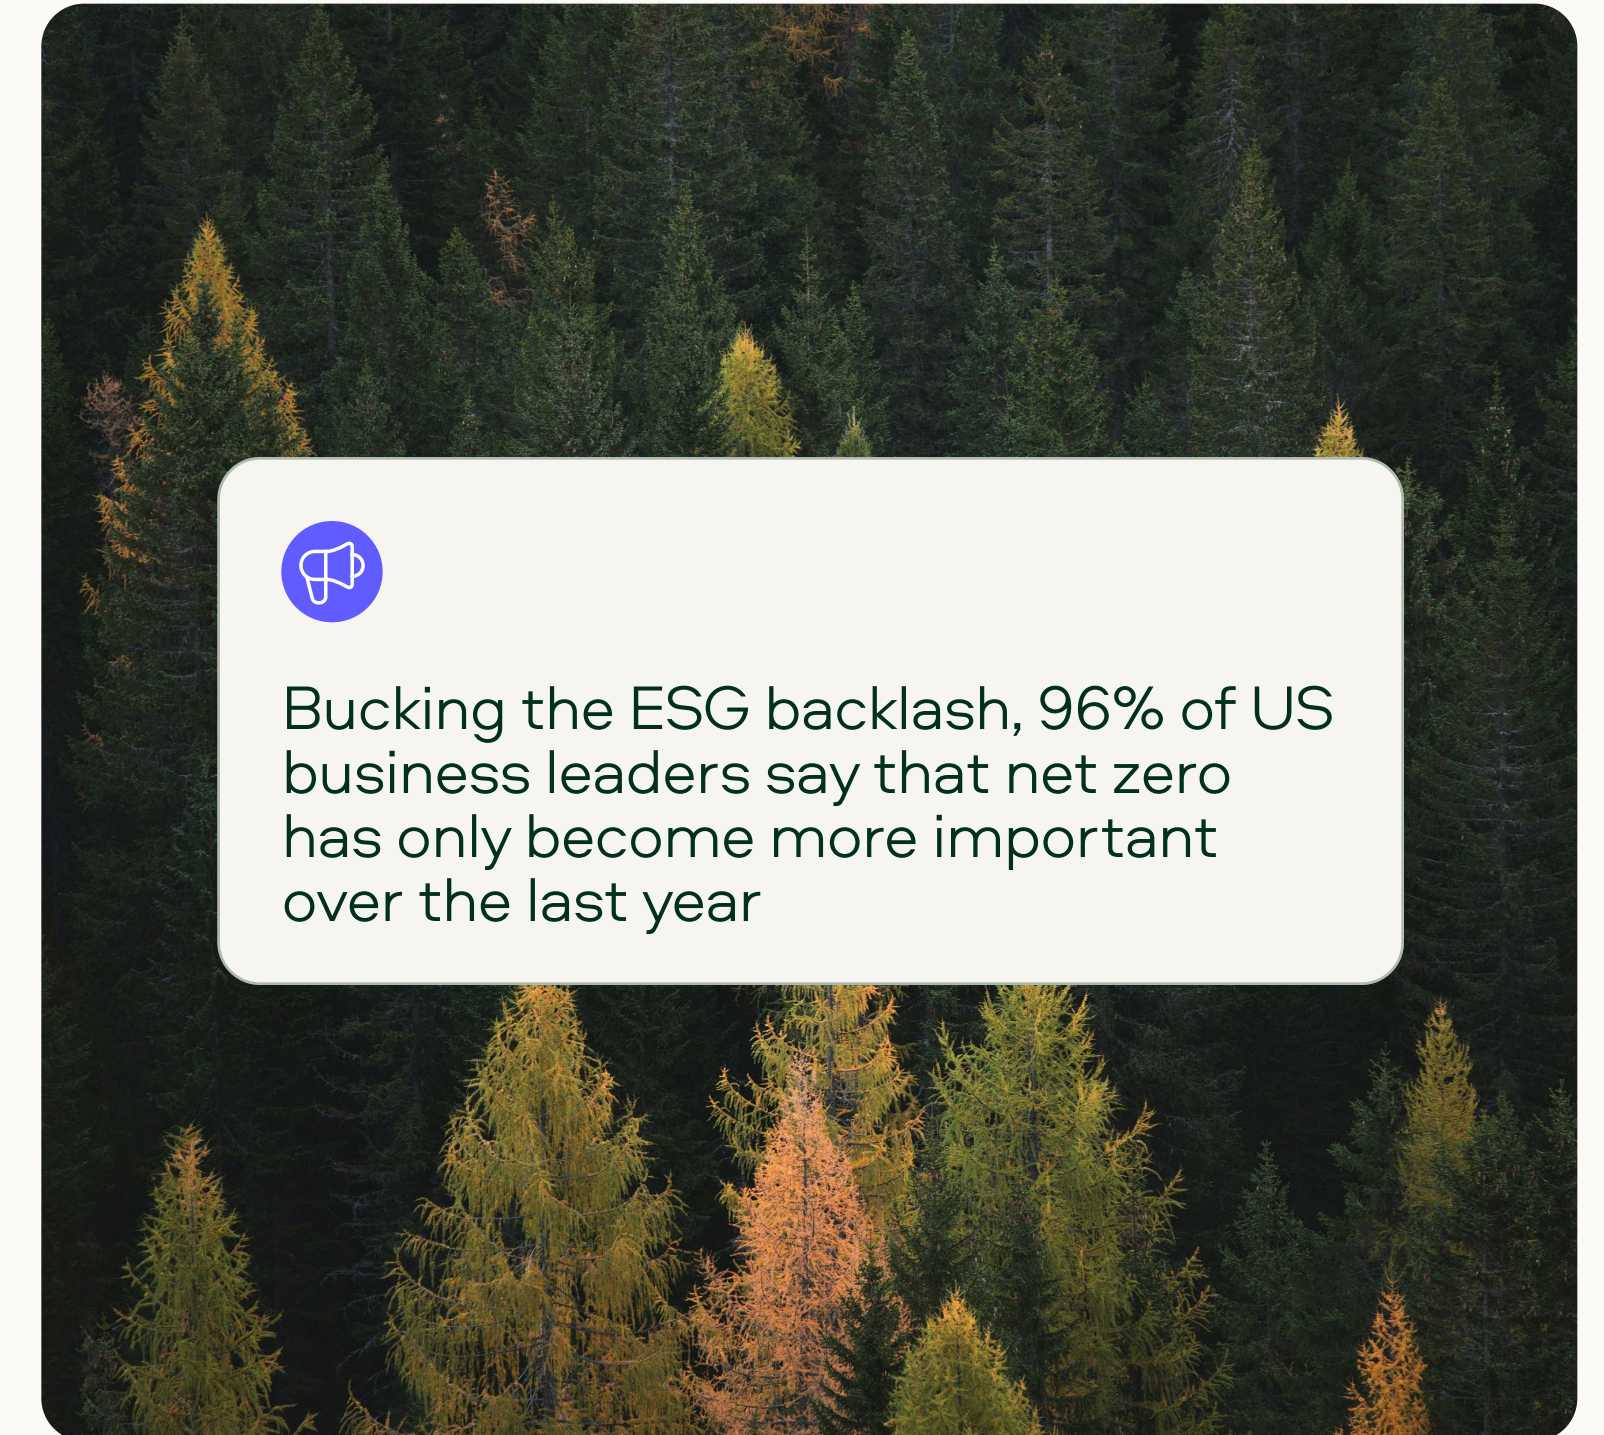 Bucking the ESG backlash, 96% of US
business leaders say that net zero
has only become more important
over the last year